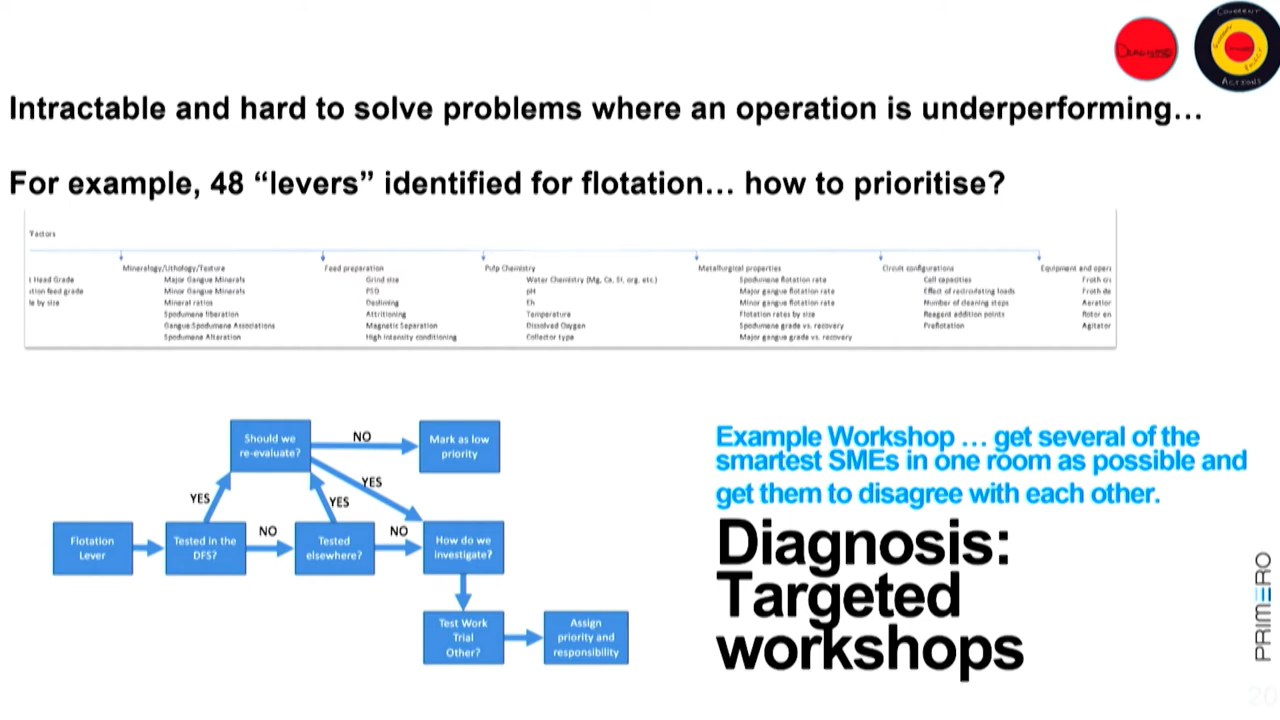 DIAGNOSIS
COHERENT
ACTIONS
Intractable and hard to solve problems where an operation is underperforming…
For example, 48 “levers” identified for flotation… how to prioritise?
Factors
Head Grade
feed grade
by size
Mineralogy/Lithology/Texture
Major Gangue Minerals
Minor Gangue Minerals
Mineral ratios
Spodumene liberation
Gangue:Spodumene Associations
Spodumene Alteration
Feed preparation
Grind size
PSD
Desliming
Attritioning
Magnetic Separation
High intensity conditioning
Pulp Chemistry
Water Chemistry (Mg, Ca, St, org, etc.)
pH
Eh
Temperature
Dissolved Oxygen
Collector type
Metallurgical properties
Spodumene flotation rate
Major gangue flotation rate
Minor gangue flotation rate
Flotation rates by size
Spodumene grade vs. recovery
Major gangue grade vs. recovery
Circuit configurations
Cell capacities
Effect of recirculating loads
Number of cleaning steps
Reagent addition points
Preflotation
Equipment and opera
Froth
Froth de
Aeration
Rotor
Agitator
Should we
re-evaluate?
NO
Mark as low
priority
YES
YES
YES
Flotation
Lever
Tested in the
DFS?
NO
Tested
elsewhere?
NO
How do we
investigate?
Test Work
Trial
Other?
Assign
priority and
responsibility
Example Workshop … get several of the
smartest SMEs in one room as possible and
get them to disagree with each other.
Diagnosis:
Targeted
workshops
PRIMERO
20